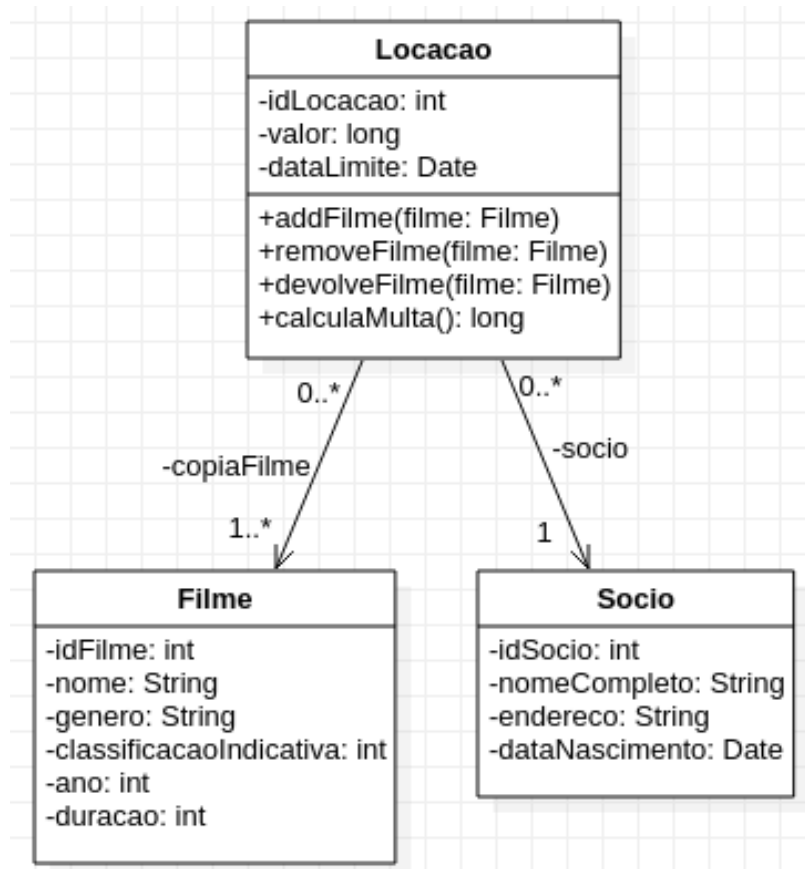 Locacao
-idLocacao: int
-valor: long
-dataLimite: Date
+addFilme(filme: Filme)
+removeFilme(filme: Filme)
+devolveFilme(filme: Filme)
+calculaMulta(): long
0..*
0..*
-copiaFilme
-socio
1..*
1
Filme
-idFilme: int
-nome: String
-genero: String
-classificacaoIndicativa: int
-ano: int
-duracao: int
Socio
-idSocio: int
-nomeCompleto: String
-endereco: String
-dataNascimento: Date